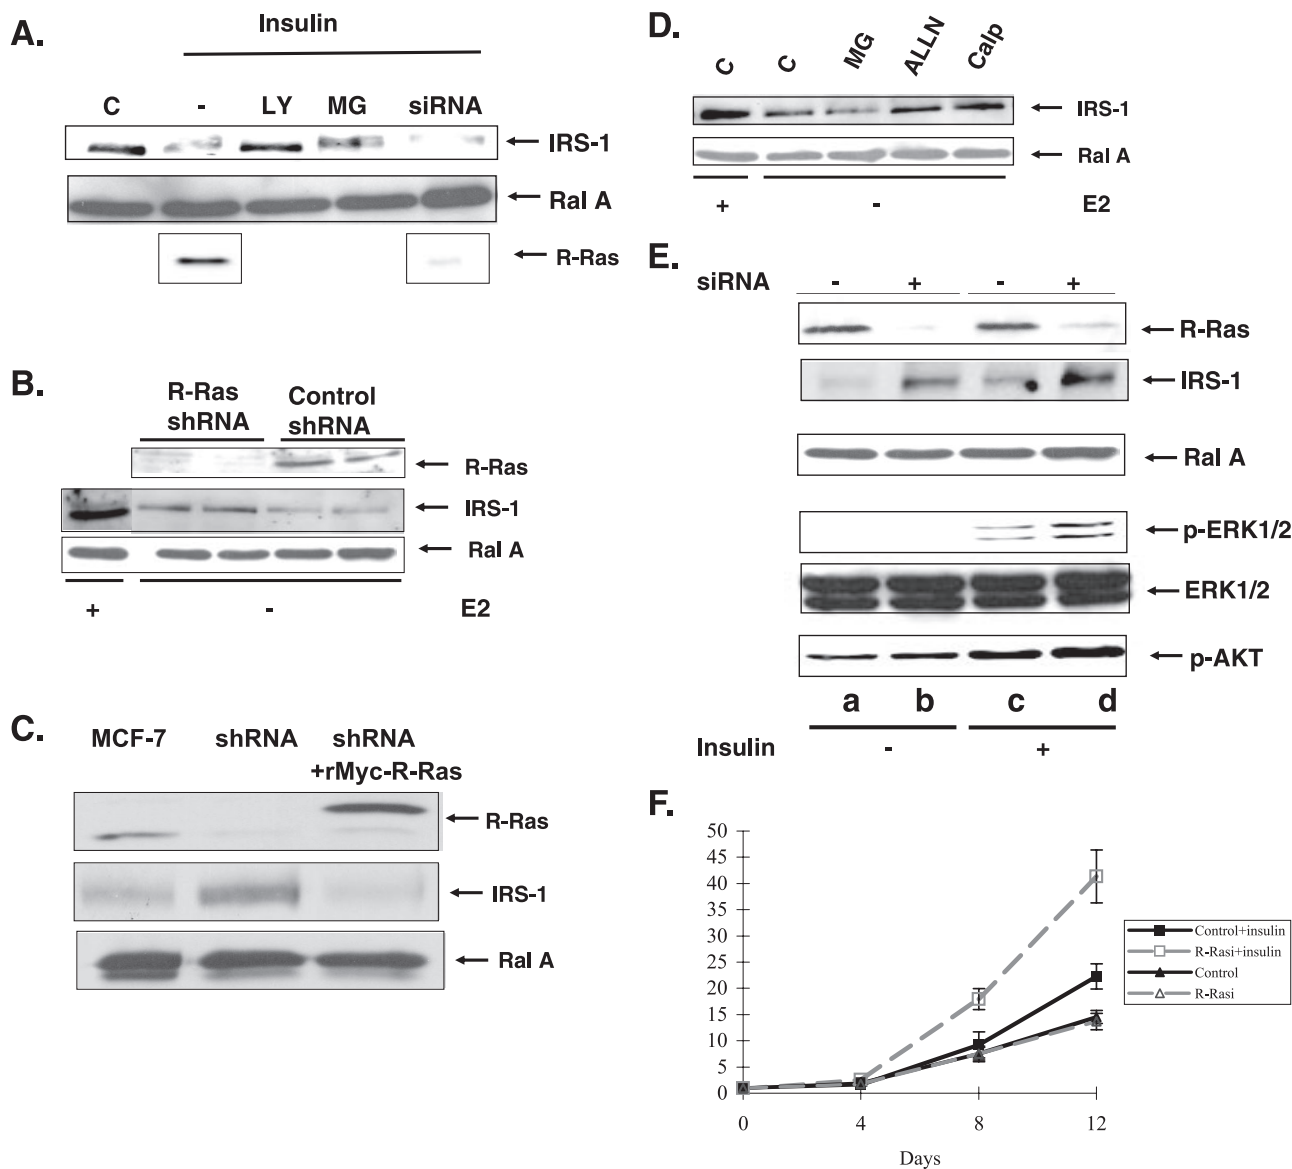 A.
Insulin
C - LY MG siRNA
IRS-1
Ral A
R-Ras
B.
R-Ras shRNA
Control shRNA
R-Ras
IRS-1
Ral A
+ - E2
C.
MCF-7 shRNA shRNA
+rMyc-R-Ras
R-Ras
IRS-1
Ral A
D.
C C MG ALLN Calp
IRS-1
Ral A
+ - E2
E.
siRNA - + - +
R-Ras
IRS-1
Ral A
p-ERK1/2
ERK1/2
p-AKT
a b c d
Insulin - +
F.
50
45
40
35
30
25
20
15
10
5
0
0 4 8 12
Days
Control+insulin
R-Rasi+insulin
Control
R-Rasi